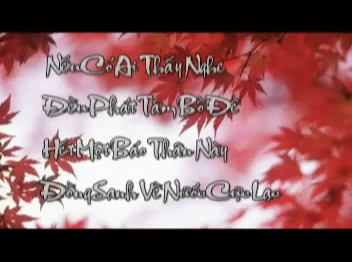 Nếu Có Ai Thấy Nghe
Đều Phát Tâm Bồ Đề
Hết Một Báo Thân Này
Đồng Sanh Về Nước Cực Lạc